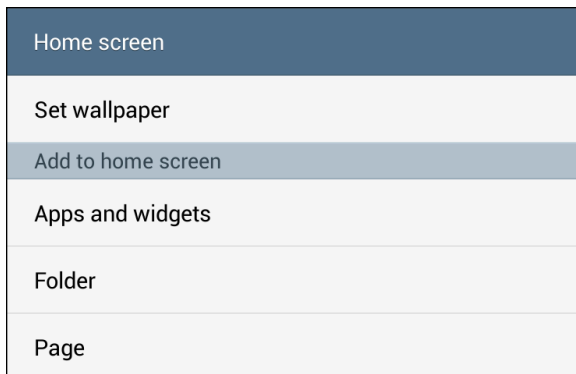 Home screen
Set wallpaper
Add to home screen
Apps and widgets
Folder
Page